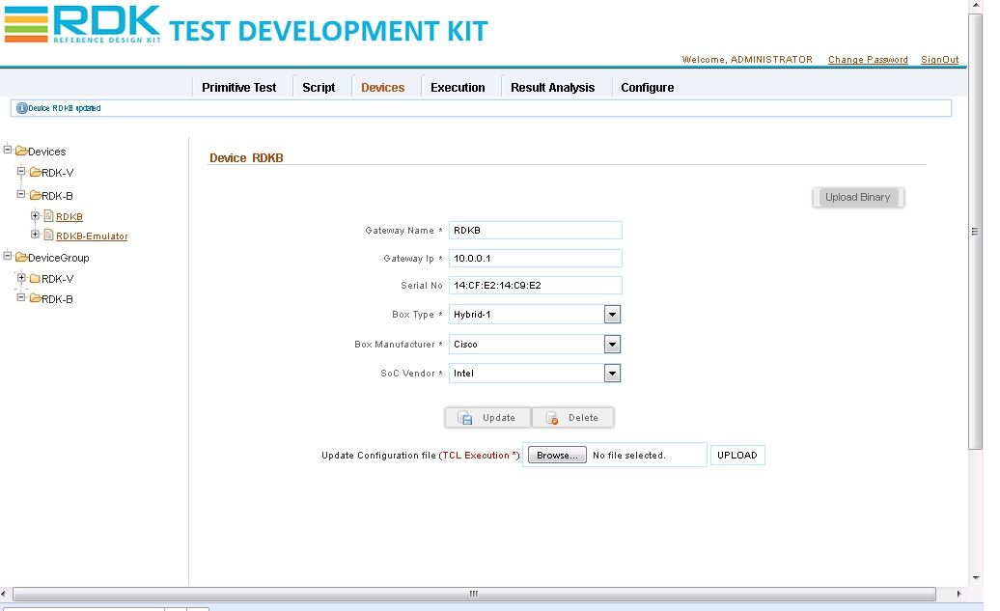 RDK
REFERENCE DESIGN KIT
TEST DEVELOPMENT KIT
Welcome, ADMINISTRATOR Change Password SignOut
Primitive Test Script Devices Execution Result Analysis Configure
Device RDKB updated
Devices
RDK-V
RDK-B
RDKB
RDKB-Emulator
DeviceGroup
RDK-V
RDK-B
Device RDKB
Upload Binary
Gateway Name * RDKB
Gateway Ip * 10.0.0.1
Serial No 14:CF:E2:14:C9:E2
Box Type * Hybrid-1
Box Manufacturer * Cisco
SoC Vendor * Intel
Update Delete
Update Configuration file (TCL Execution *) Browse... No file selected. UPLOAD